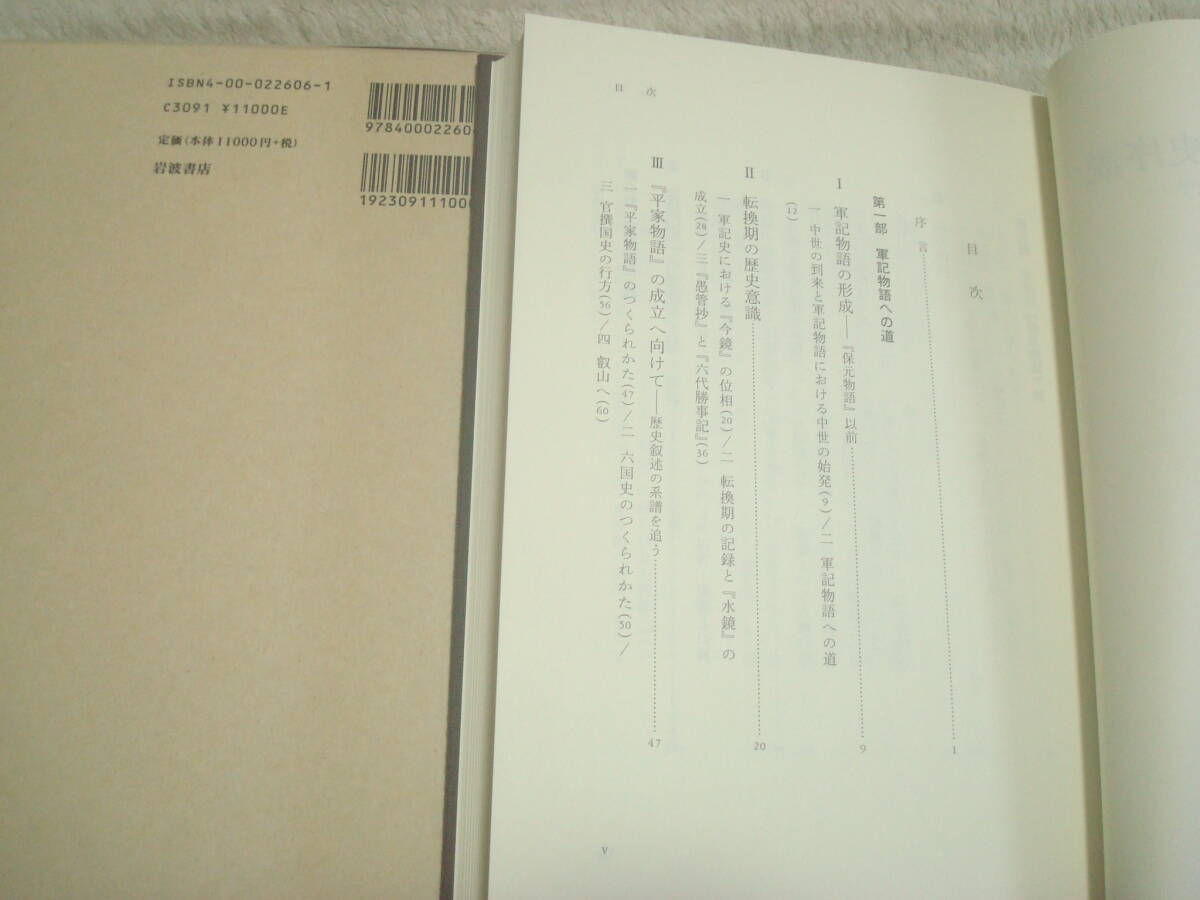 ISBN4-00-022606-1
C3091 ¥11000E
定価(本体11000円+税)
岩波書店
97840002260
19230911100
目 次
目 次
序 言 1
第一部 軍記物語への道
Ⅰ 軍記物語の形成――『保元物語』以前 9
一 中世の到来と軍記物語における中世の始発(9)/二 軍記物語への道
(12)
Ⅱ 転換期の歴史意識 20
一 軍記史における『今鏡』の位相(20)/二 転換期の記録と『水鏡』の
成立(28)/三 『愚管抄』と『六代勝事記』(36)
Ⅲ 『平家物語』の成立へ向けて――歴史叙述の系譜を追う 47
一 『平家物語』のつくられかた(47)/二 六国史のつくられかた(50)/
三 官撰国史の行方(56)/四 叡山へ(60)
v
史序